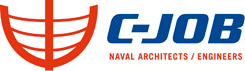 C-JOB
NAVAL ARCHITECTS / ENGINEERS